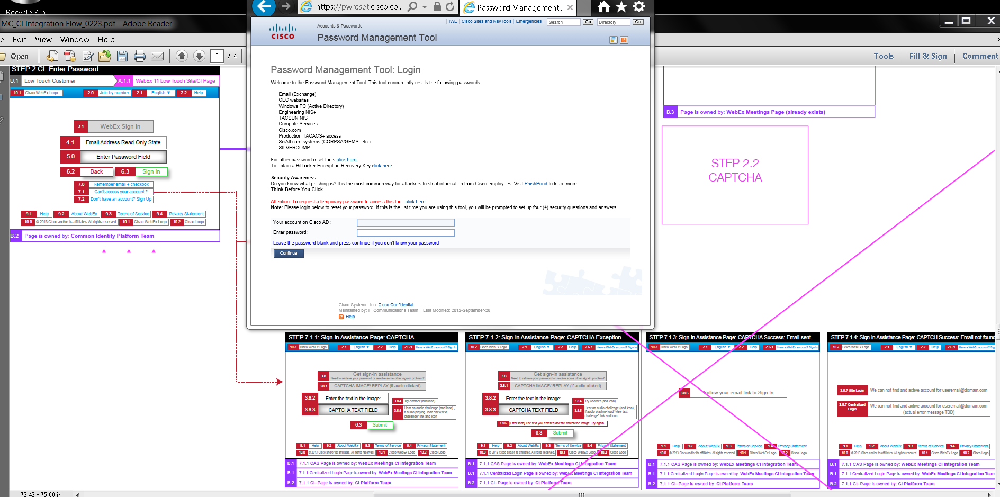 Recycle Bin
MC_CI Integration Flow_0223.pdf - Adobe Reader
e Edit View Window Help
Open
3 / 4
Tools Fill & Sign Comment
https://pwreset.cisco.co...
Password Management...
IWE Cisco Sites and NavTools Emergencies Search Go Directory Go
CISCO
Accounts & Passwords
Password Management Tool
Password Management Tool: Login
Welcome to the Password Management Tool. This tool concurrently resets the following passwords:
Email (Exchange)
CEC websites
Windows PC (Active Directory)
Engineering NIS+
TACSUN NIS
Compute Services
Cisco.com
Production TACACS+ access
SciAtl core systems (CORPSA/GEMS, etc.)
SILVERCOMP
For other password reset tools click here.
To obtain a BitLocker Encryption Recovery Key click here.
Security Awareness
Do you know what phishing is? It is the most common way for attackers to steal information from Cisco employees. Visit PhishPond to learn more.
Think Before You Click
Attention: To request a temporary password to access this tool, click here.
Note: Please login below to reset your password. If this is the 1st time you are using this tool, you will be prompted to set up four (4) security questions and answers.
Your account on Cisco AD :
Enter password:
Leave the password blank and press continue if you don't know your password
Continue
Cisco Systems, Inc. Cisco Confidential
Maintained by: IT Communications Team | Last Modified: 2012-September-28
Help
STEP 2 CI: Enter Password
U.1 Low Touch Customer A.1.1 WebEx 11 Low Touch Site/CI Page
10.1 Cisco WebEx Logo 2.0 Join by number 2.1 English ▼ 2.2 Help
3.1 WebEx Sign In
4.1 Email Address Read-Only State
5.0 Enter Password Field
6.2 Back 6.3 Sign In
7.0 Remember email + checkbox
7.1 Can't access your account ?
7.2 Don't have an account? Sign Up
9.1 Help 9.2 About WebEx 9.3 Terms of Service 9.4 Privacy Statement
10.0 © 2013 Cisco and/or its affiliates. All rights reserved. 10.1 Cisco WebEx Logo 10.2 Cisco Logo
B.2 Page is owned by: Common Identity Platform Team
B.3 Page is owned by: WebEx Meetings Page (already exists)
STEP 2.2
CAPTCHA
STEP 7.1.1: Sign-in Assistance Page: CAPTCHA
10.2 Cisco WebEx Logo 2.1 English ▼ 2.2 Help 2.6.1 Have a WebEx account? Sign In
3.8 Get sign-in assistance
Need to retrieve your password or resolve some other sign-in problem?
3.8.1 CAPTCHA IMAGE/ REPLAY (if audio clicked)
3.8.2 Enter the text in the image:
3.8.3 CAPTCHA TEXT FIELD
3.8.4 Try Another (and Icon)
3.8.5 Hear an audio challenge (and Icon) ,
if audio playing- load "view text
challenge" link and Icon
6.3 Submit
9.1 Help 9.2 About WebEx 9.3 Terms of Service 9.4 Privacy Statement
10.0 © 2013 Cisco and/or its affiliates. All rights reserved. 10.1 Cisco WebEx Logo 10.2 Cisco Logo
B.1 7.1.1 CAS Page is owned by: WebEx Meetings CI Integration Team
B.1 7.1.1 Centralized Login Page is owned by: WebEx Meetings CI Integration Team
B.2 7.1.1 CI- Page is owned by: CI Platform Team
STEP 7.1.2: Sign-in Assistance Page: CAPTCHA Exception
10.2 Cisco WebEx Logo 2.1 English ▼ 2.2 Help 2.6.1 Have a WebEx account? Sign In
3.8 Get sign-in assistance
Need to retrieve your password or resolve some other sign-in problem?
3.8.1 CAPTCHA IMAGE/ REPLAY (if audio clicked)
3.8.2 Enter the text in the image:
3.8.3 CAPTCHA TEXT FIELD
3.8.4 Try Another (and Icon)
3.8.5 Hear an audio challenge (and Icon) ,
if audio playing- load "view text
challenge" link and Icon
3.8.6 [Error Icon] The text you entered doesn't match the image. Try again.
6.3 Submit
9.1 Help 9.2 About WebEx 9.3 Terms of Service 9.4 Privacy Statement
10.0 © 2013 Cisco and/or its affiliates. All rights reserved. 10.1 Cisco WebEx Logo 10.2 Cisco Logo
B.1 7.1.1 CAS Page is owned by: WebEx Meetings CI Integration Team
B.1 7.1.1 Centralized Login Page is owned by: WebEx Meetings CI Integration Team
B.2 7.1.1 CI- Page is owned by: CI Platform Team
STEP 7.1.3: Sign-in Assistance Page: CAPTCHA Success: Email sent
10.2 Cisco WebEx Logo 2.1 English ▼ 2.2 Help 2.6.1 Have a WebEx account? Sign In
3.8.6 Follow your email link to Sign In
9.1 Help 9.2 About WebEx 9.3 Terms of Service 9.4 Privacy Statement
10.0 © 2013 Cisco and/or its affiliates. All rights reserved. 10.1 Cisco WebEx Logo 10.2 Cisco Logo
B.1 7.1.1 CAS Page is owned by: WebEx Meetings CI Integration Team
B.1 7.1.1 Centralized Login Page is owned by: WebEx Meetings CI Integration Team
B.2 7.1.1 CI- Page is owned by: CI Platform Team
STEP 7.1.4: Sign-in Assistance Page: CAPTCH Success: Email not found
10.2 Cisco WebEx Logo 2.1 English ▼ 2.2 Help 2.6.1 Have a WebEx account? Sig
3.8.7 Site Login We can not find and active account for useremail@domain.com
3.8.7 Centralized Login We can not find and active account for useremail@domain.com
(actual error message TBD)
9.1 Help 9.2 About WebEx 9.3 Terms of Service 9.4 Privacy Statement
10.0 © 2013 Cisco and/or its affiliates. All rights reserved. 10.1 Cisco WebEx Logo 10.2 Cisco Logo
B.1 7.1.1 CAS Page is owned by: WebEx Meetings CI Integration Team
B.1 7.1.1 Centralized Login Page is owned by: WebEx Meetings CI Integration Team
B.2 7.1.1 CI- Page is owned by: CI Platform Team
72.42 x 75.60 in